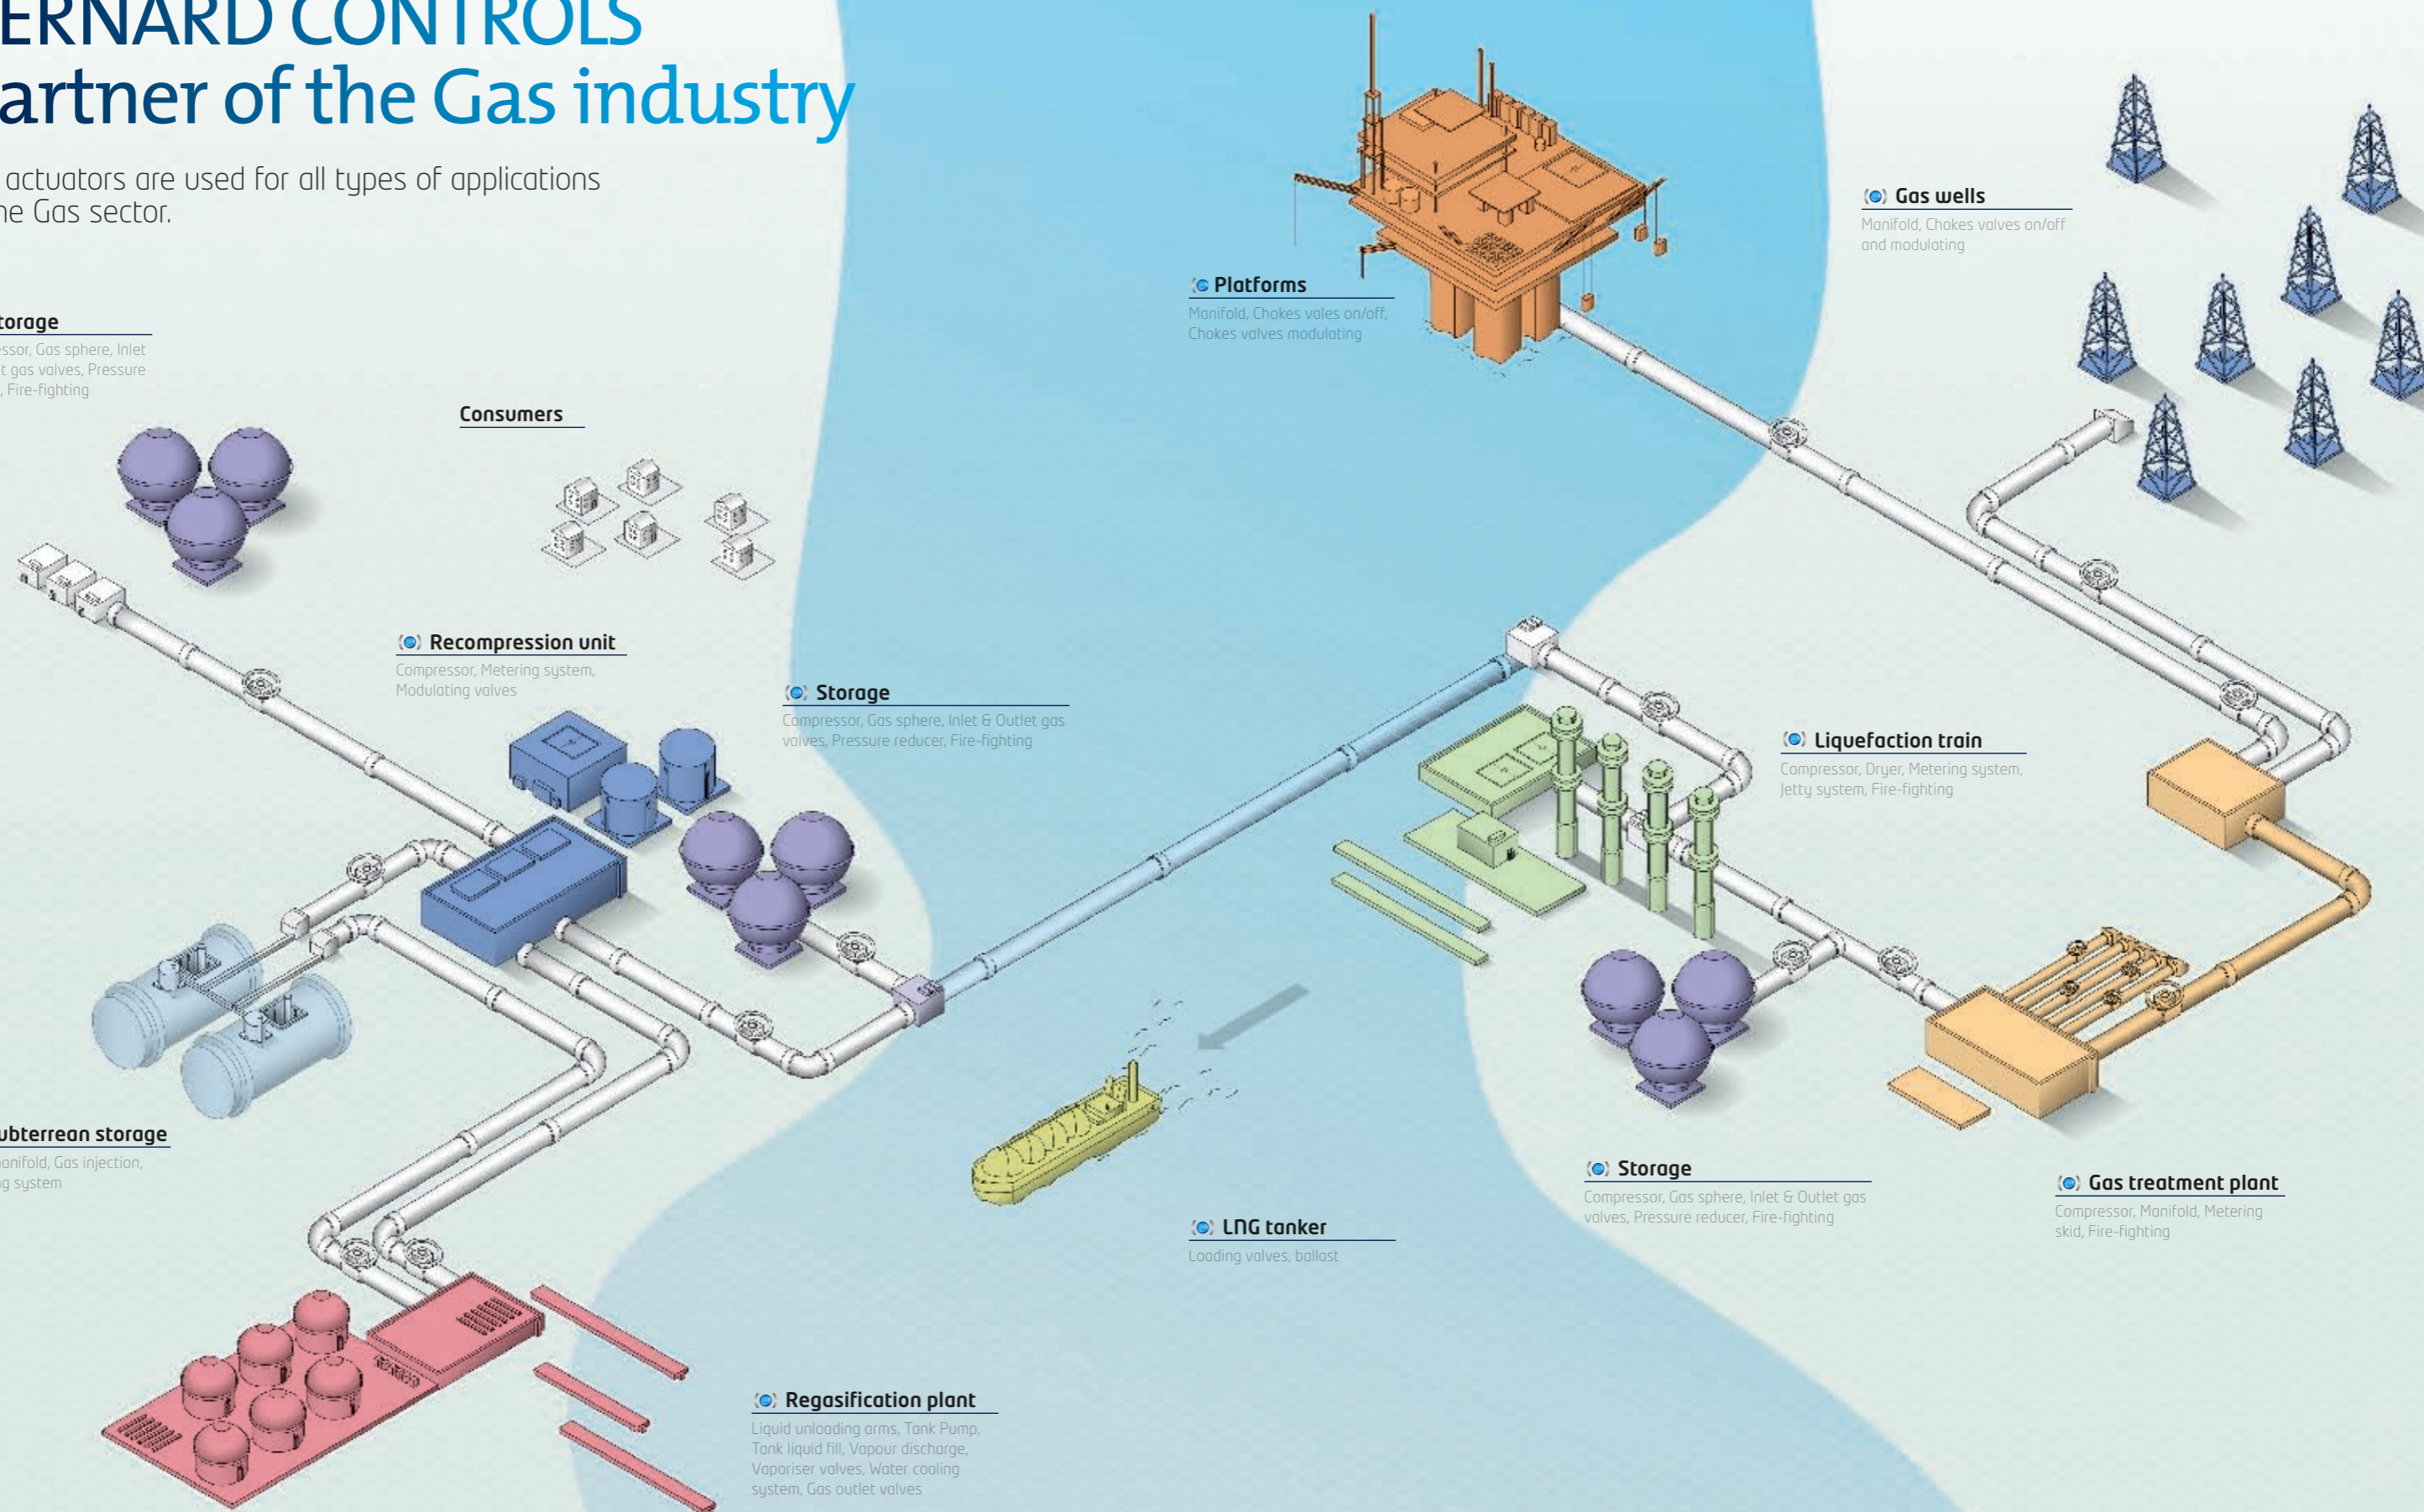 ERNARD CONTROLS
artner of the Gas industry
actuators are used for all types of applications
ne Gas sector.
torage
ssor, Gas sphere, Inlet
t gas valves, Pressure
, Fire-fighting
Consumers
Recompression unit
Compressor, Metering system,
Modulating valves
Storage
Compressor, Gas sphere, Inlet & Outlet gas
valves, Pressure reducer, Fire-fighting
Platforms
Manifold, Chokes vales on/off,
Chokes valves modulating
Gas wells
Manifold, Chokes valves on/off
and modulating
Liquefaction train
Compressor, Dryer, Metering system,
Jetty system, Fire-fighting
ubterrean storage
anifold, Gas injection,
ng system
LNG tanker
Loading valves, ballast
Storage
Compressor, Gas sphere, Inlet & Outlet gas
valves, Pressure reducer, Fire-fighting
Gas treatment plant
Compressor, Manifold, Metering
skid, Fire-fighting
Regasification plant
Liquid unloading arms, Tank Pump,
Tank liquid fill, Vapour discharge,
Vaporiser valves, Water cooling
system, Gas outlet valves